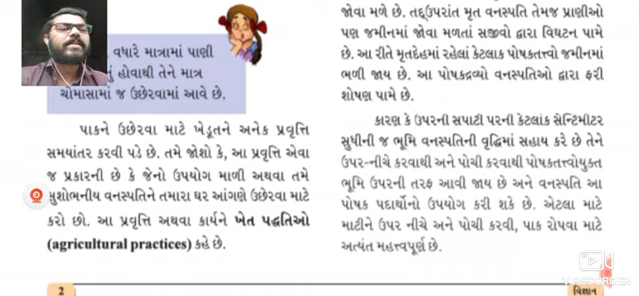 વધારે માત્રામાં પાણી
હોવાથી તેને માત્ર
ચોમાસામાં જ ઉછેરવામાં આવે છે.
પાકને ઉછેરવા માટે ખેડૂતને અનેક પ્રવૃત્તિ
સમયાંતર કરવી પડે છે. તમે જોશો કે, આ પ્રવૃત્તિ એવા
જ પ્રકારની છે કે જેનો ઉપયોગ માળી અથવા તમે
સુશોભનીય વનસ્પતિને તમારા ઘર આંગણે ઉછેરવા માટે
કરો છો. આ પ્રવૃત્તિ અથવા કાર્યને ખેત પદ્ધતિઓ
(agricultural practices) કહે છે.
2
જોવા મળે છે. તદ્ઉપરાંત મૃત વનસ્પતિ તેમજ પ્રાણીઓ
પણ જમીનમાં જોવા મળતાં સજીવો દ્વારા વિઘટન પામે
છે. આ રીતે મૃતદેહમાં રહેલાં કેટલાક પોષકતત્ત્વો જમીનમાં
ભળી જાય છે. આ પોષકદ્રવ્યો વનસ્પતિઓ દ્વારા ફરી
શોષણ પામે છે.
કારણ કે ઉપરની સપાટી પરની કેટલાંક સેન્ટિમીટર
સુધીની જ ભૂમિ વનસ્પતિની વૃદ્ધિમાં સહાય કરે છે તેને
ઉપર-નીચે કરવાથી અને પોચી કરવાથી પોષકતત્ત્વોયુક્ત
ભૂમિ ઉપરની તરફ આવી જાય છે અને વનસ્પતિ આ
પોષક પદાર્થોનો ઉપયોગ કરી શકે છે. એટલા માટે
માટીને ઉપર નીચે અને પોચી કરવી, પાક રોપવા માટે
અત્યંત મહત્ત્વપૂર્ણ છે.
વિજ્ઞાન